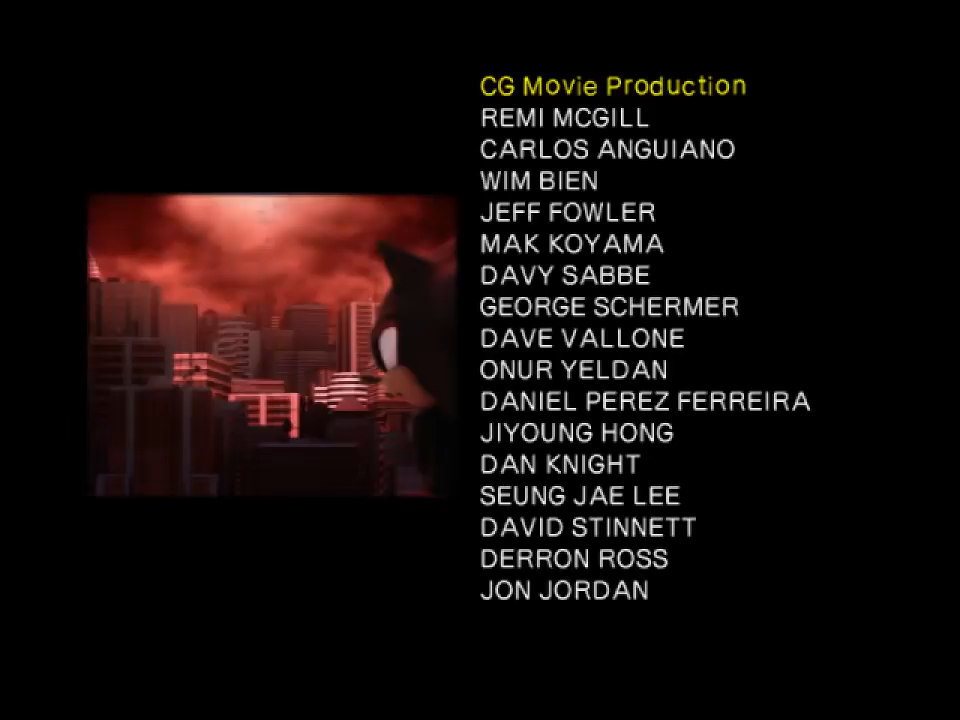 CG Movie Production
REMI MCGILL
CARLOS ANGUIANO
WIM BIEN
JEFF FOWLER
MAK KOYAMA
DAVY SABBE
GEORGE SCHERMER
DAVE VALLONE
ONUR YELDAN
DANIEL PEREZ FERREIRA
JIYOUNG HONG
DAN KNIGHT
SEUNG JAE LEE
DAVID STINNETT
DERRON ROSS
JON JORDAN